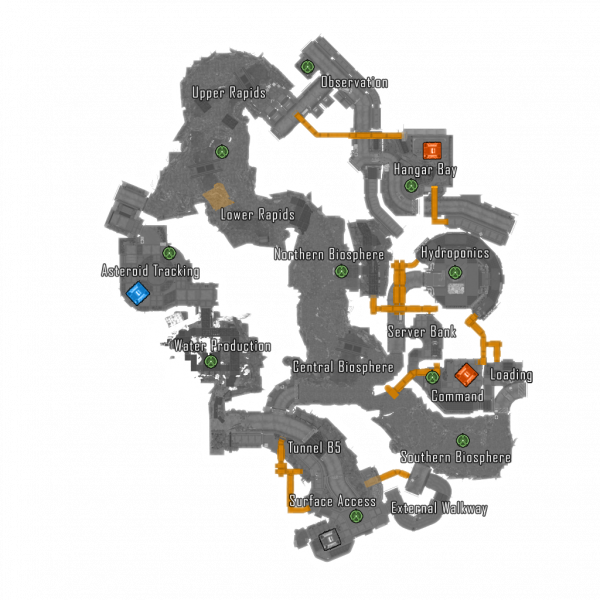 Observation
Upper Rapids
Hangar Bay
Lower Rapids
Northern Biosphere
Hydroponics
Asteroid Tracking
Server Bank
Water Production
Central Biosphere
Loading
Command
Tunnel B5
Southern Biosphere
Surface Access
External Walkway